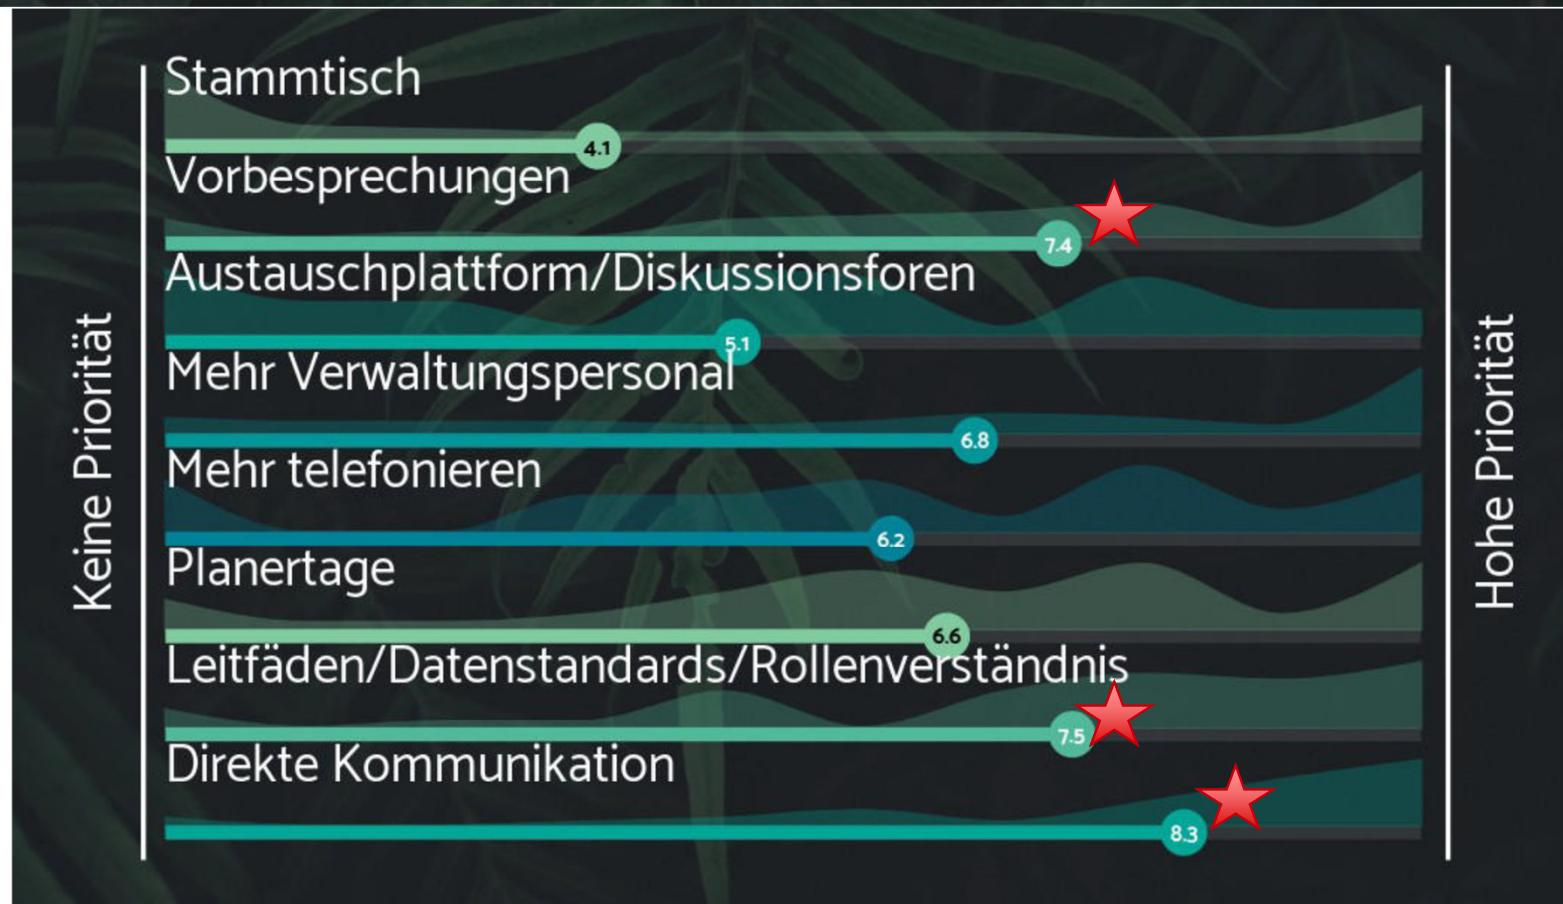 Stammtisch
4.1
Vorbesprechungen
7.4
Austauschplattform/Diskussionsforen
5.1
Mehr Verwaltungspersonal
6.8
Mehr telefonieren
6.2
Planertage
6.6
Leitfäden/Datenstandards/Rollenverständnis
7.5
Direkte Kommunikation
8.3
Keine Priorität
Hohe Priorität